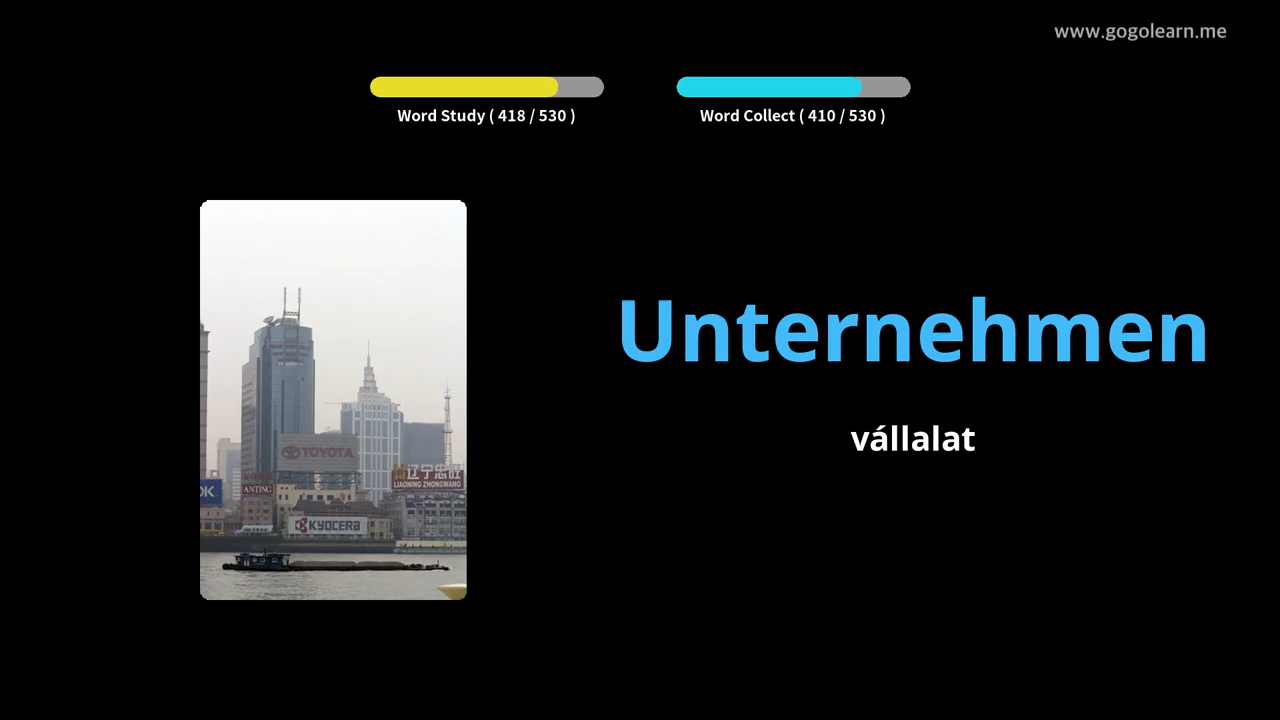 www.gogolearn.me
Word Study ( 418 / 530 )
Word Collect ( 410 / 530 )
Unternehmen
vállalat
TOYOTA
辽宁忠旺
LIAONING ZHONGWANG
OK
ANTING
KYOCERA